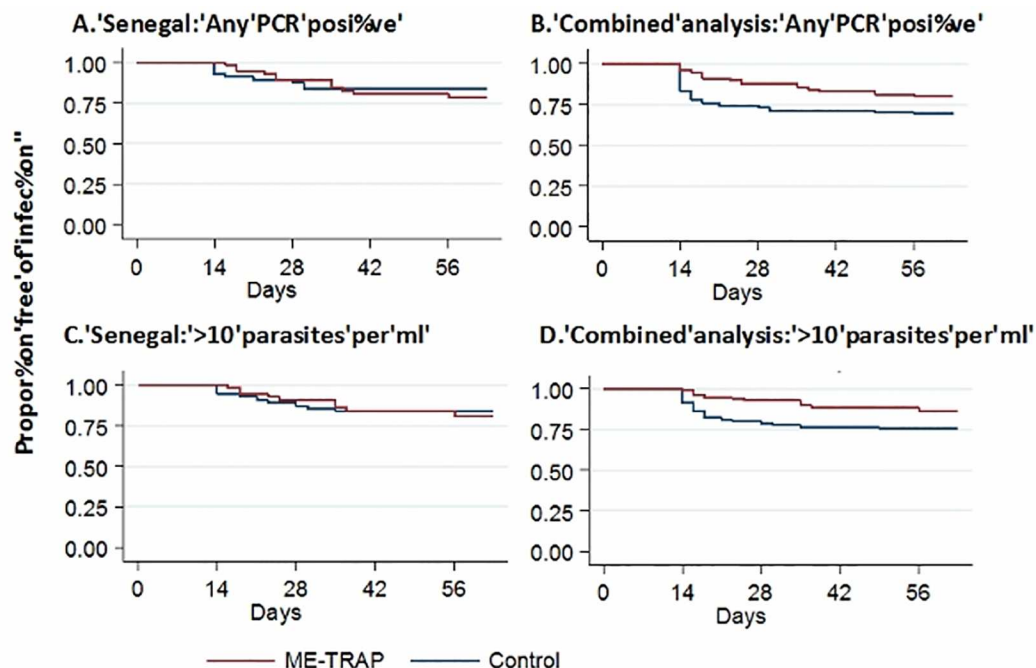 A.'Senegal:'Any'PCR'posi%ve'
1.00
0.75
0.50
0.25
0.00
0 14 28 42 56
Days
B.'Combined'analysis:'Any'PCR'posi%ve'
1.00
0.75
0.50
0.25
0.00
0 14 28 42 56
Days
Propor%on'free'of'infec%on"
C.'Senegal:'>10'parasites'per'ml'
1.00
0.75
0.50
0.25
0.00
0 14 28 42 56
Days
D.'Combined'analysis:'>10'parasites'per'ml'
1.00
0.75
0.50
0.25
0.00
0 14 28 42 56
Days
ME-TRAP Control